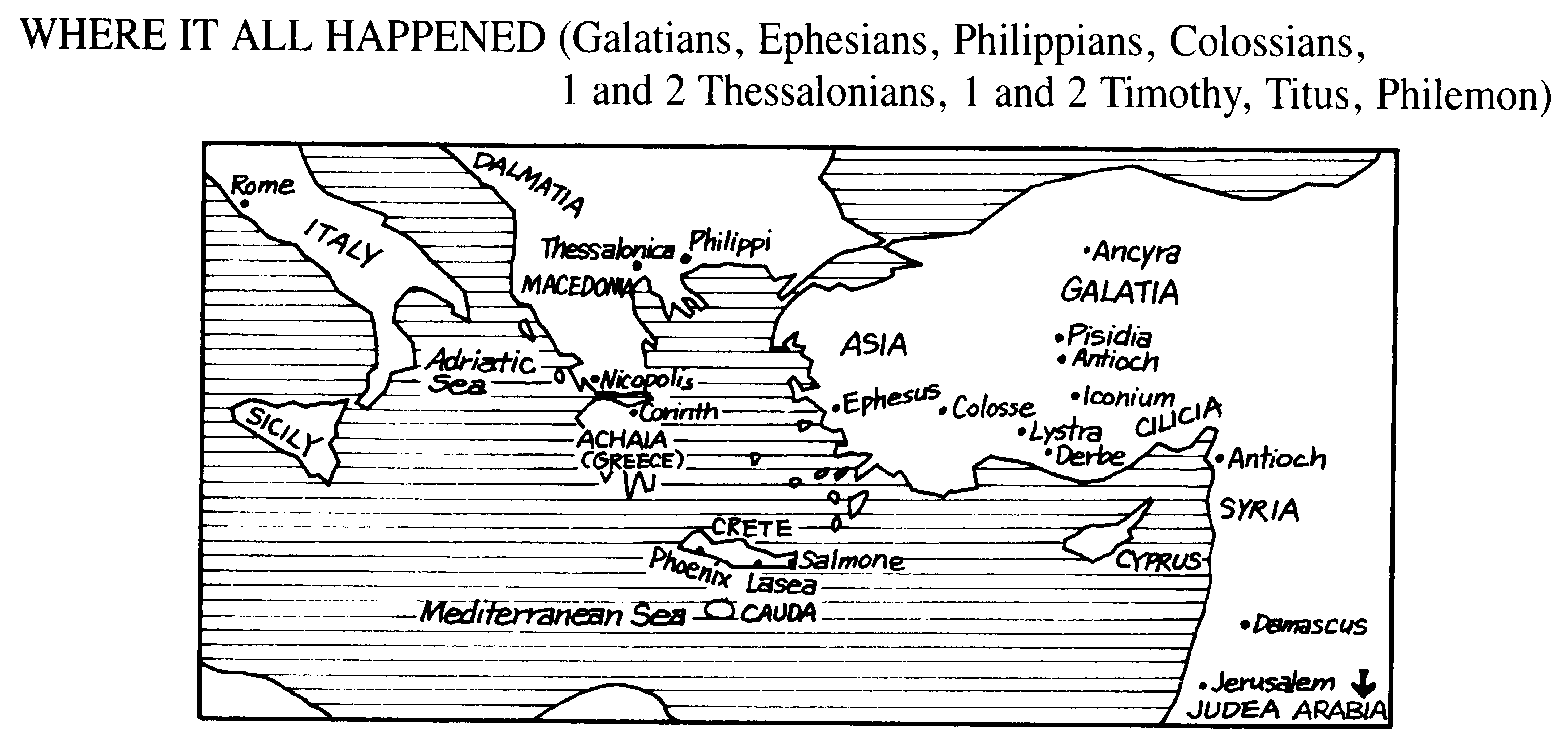 WHERE IT ALL HAPPENED (Galatians, Ephesians, Philippians, Colossians,
1 and 2 Thessalonians, 1 and 2 Timothy, Titus, Philemon)
DALMATIA
Rome
ITALY
Thessalonica
Philippi
MACEDONIA
Ancyra
GALATIA
Pisidia
Antioch
ASIA
Adriatic
Sea
Nicopolis
Corinth
ACHAIA
(GREECE)
SICILY
Ephesus
Colosse
Iconium
Lystra
Derbe
CILICIA
Antioch
SYRIA
CRETE
Phoenix
Lasea
Salmone
CYPRUS
Mediterranean Sea
CAUDA
Damascus
Jerusalem
JUDEA ARABIA